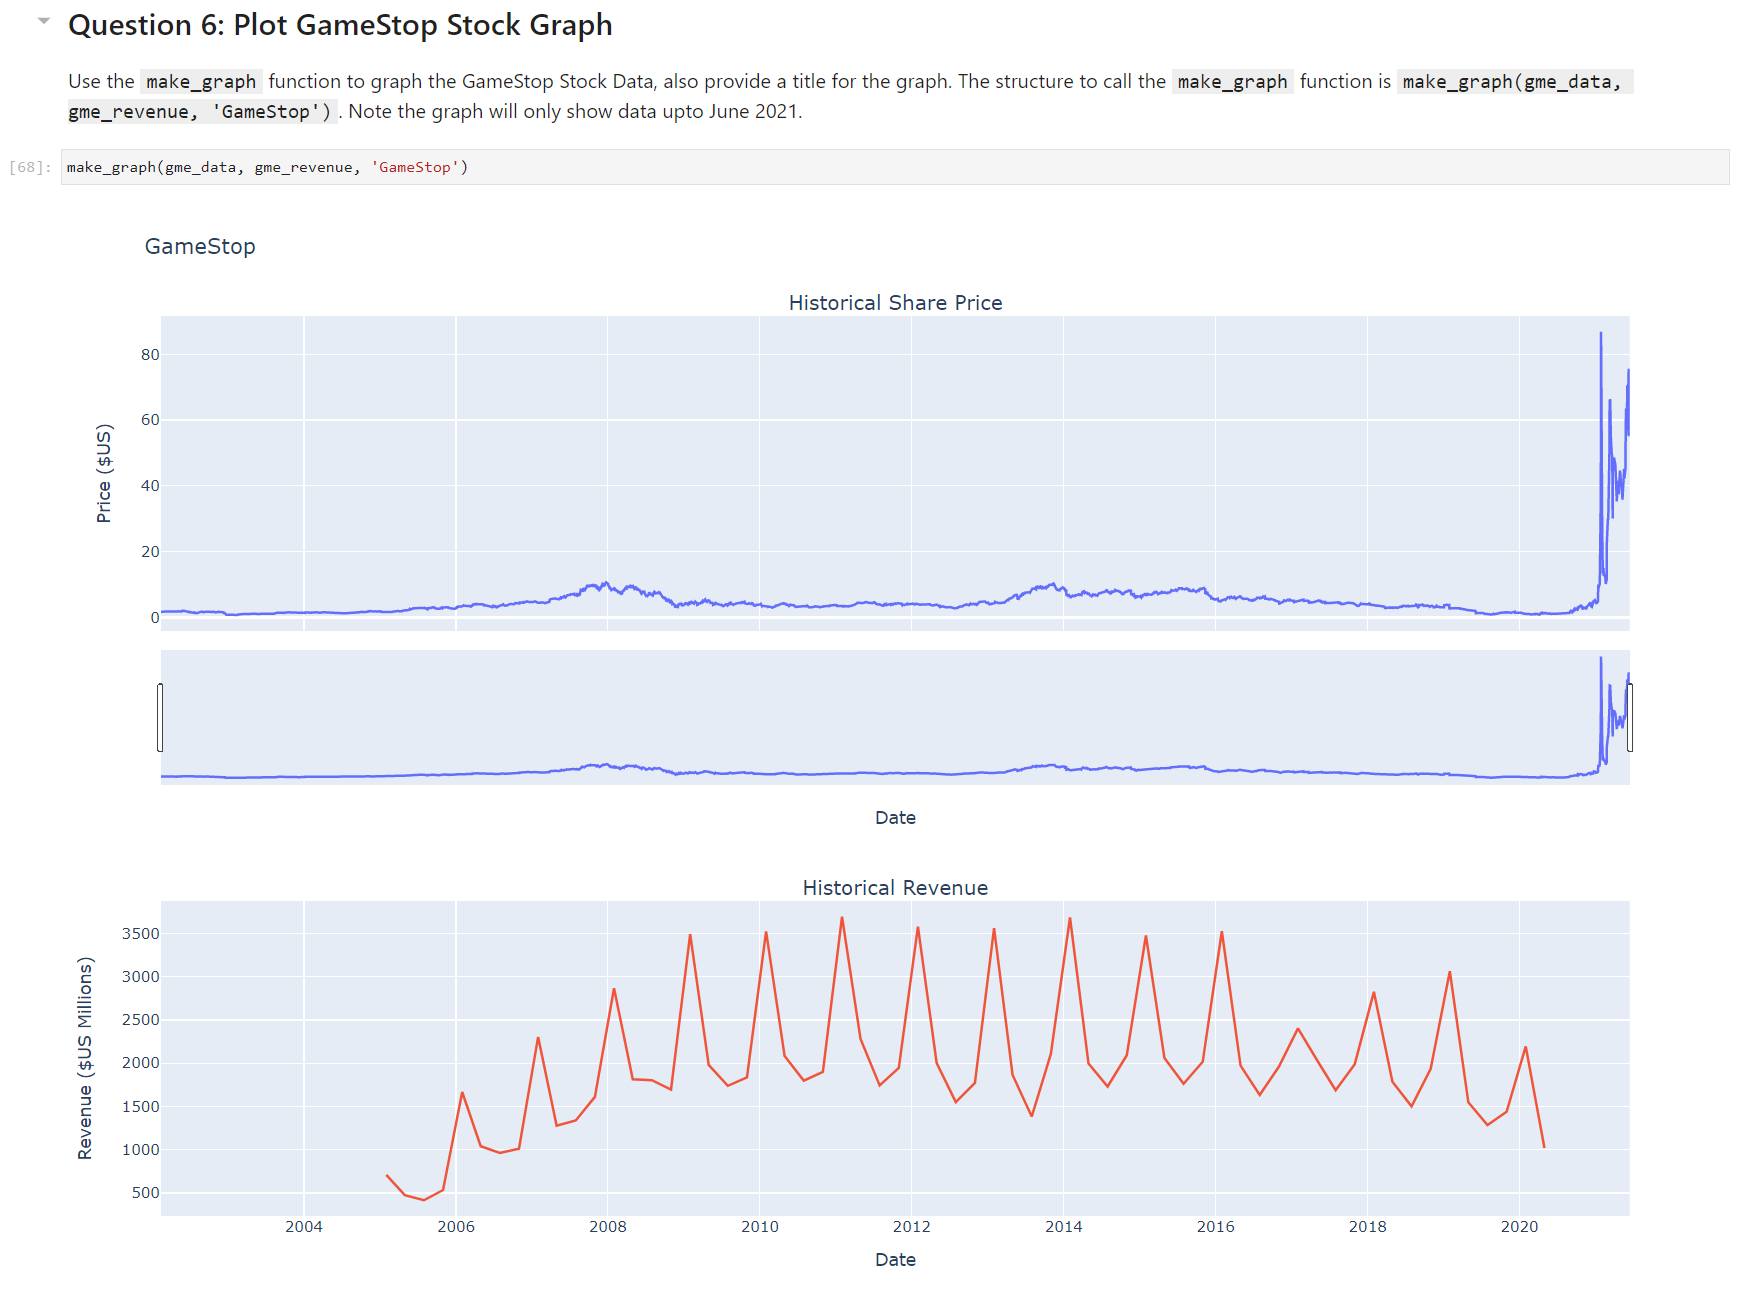 Question 6: Plot GameStop Stock Graph
Use the make_graph function to graph the GameStop Stock Data, also provide a title for the graph. The structure to call the make_graph function is make_graph(gme_data,
gme_revenue, 'GameStop') . Note the graph will only show data upto June 2021.
[68]: make_graph(gme_data, gme_revenue, 'GameStop')
GameStop
Historical Share Price
80
60
40
20
0
Price ($US)
Date
Historical Revenue
3500
3000
2500
2000
1500
1000
500
Revenue ($US Millions)
2004 2006 2008 2010 2012 2014 2016 2018 2020
Date